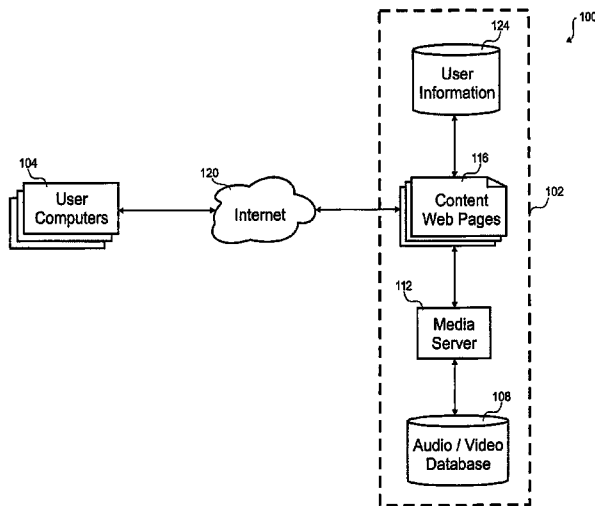 100
124
User
Information
104
User
Computers
120
Internet
116
Content
Web Pages
102
112
Media
Server
108
Audio / Video
Database